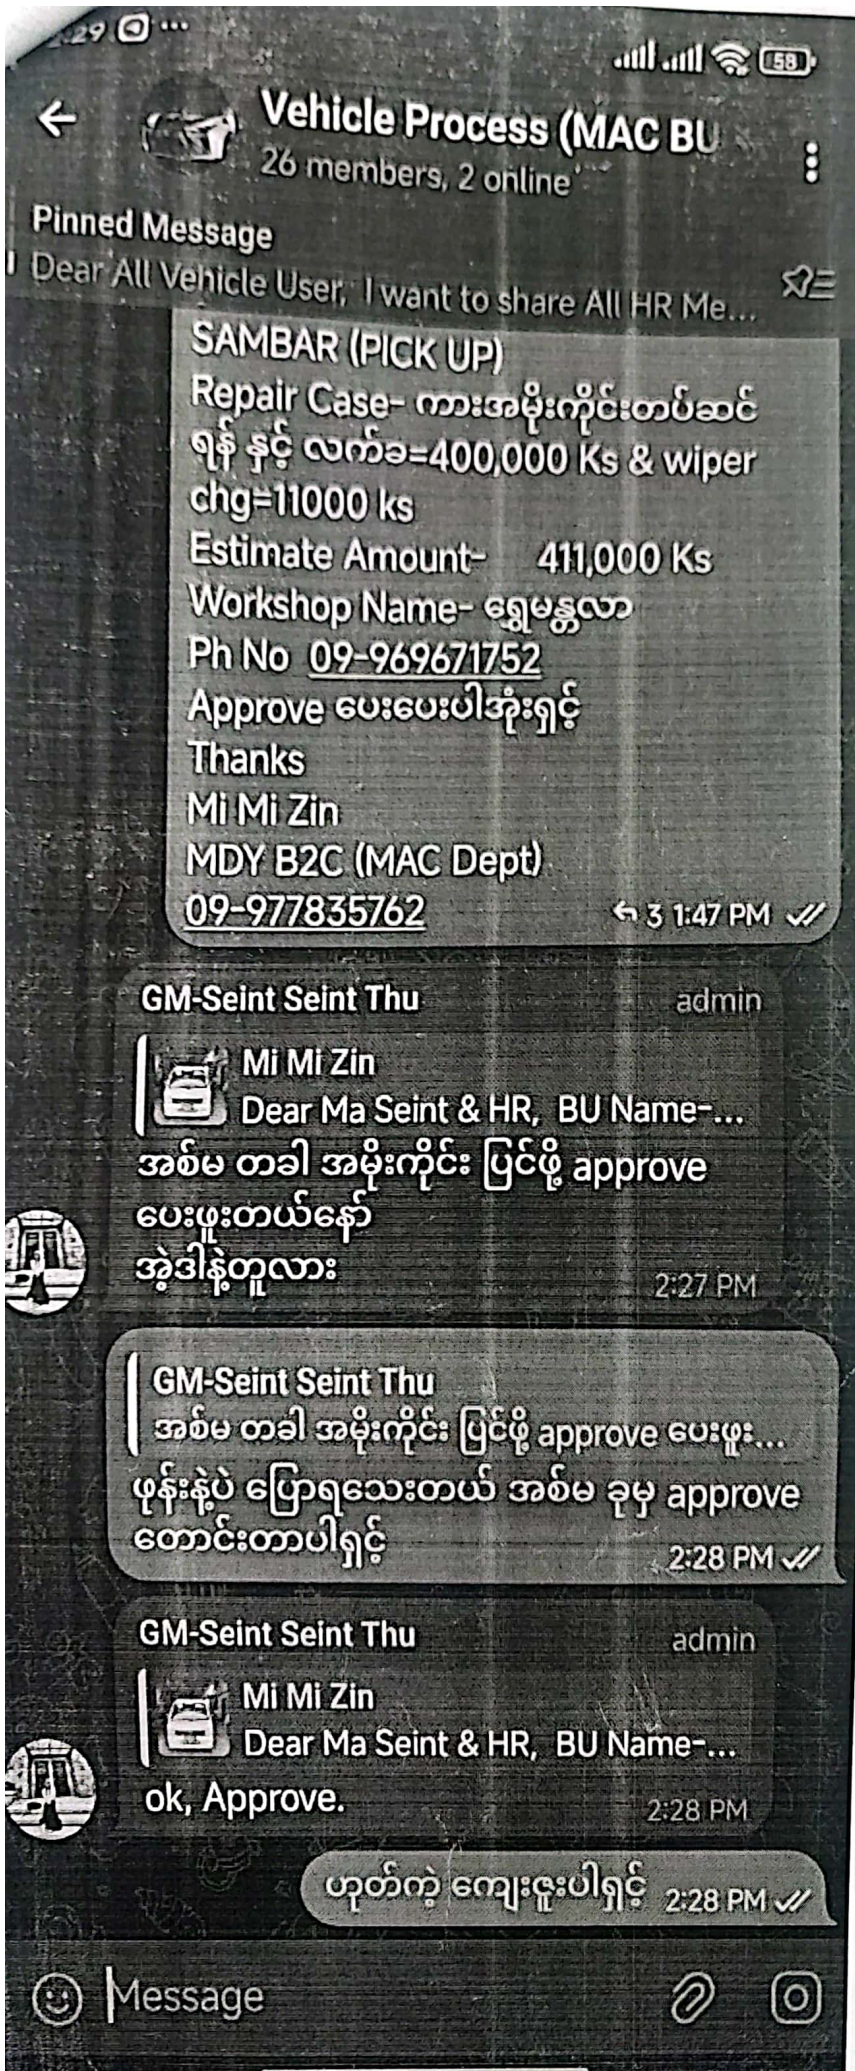 :29
58
Vehicle Process (MAC BU
26 members, 2 online
Pinned Message
Dear All Vehicle User, I want to share All HR Me...
SAMBAR (PICK UP)
Repair Case- ကားအမိုးကိုင်းတပ်ဆင်
ရန် နှင့် လက်ခ=400,000 Ks & wiper
chg=11000 ks
Estimate Amount- 411,000 Ks
Workshop Name- ရွှေမန္တလာ
Ph No 09-969671752
Approve ပေးပေးပါအုံးရှင့်
Thanks
Mi Mi Zin
MDY B2C (MAC Dept)
09-977835762
3 1:47 PM
GM-Seint Seint Thu admin
Mi Mi Zin
Dear Ma Seint & HR, BU Name-...
အစ်မ တခါ အမိုးကိုင်း ပြင်ဖို့ approve
ပေးဖူးတယ်နော်
အဲ့ဒါနဲ့တူလား
2:27 PM
GM-Seint Seint Thu
အစ်မ တခါ အမိုးကိုင်း ပြင်ဖို့ approve ပေးဖူး...
ဖုန်းနဲ့ပဲ ပြောရသေးတယ် အစ်မ ခုမှ approve
တောင်းတာပါရှင့်
2:28 PM
GM-Seint Seint Thu admin
Mi Mi Zin
Dear Ma Seint & HR, BU Name-...
ok, Approve.
2:28 PM
ဟုတ်ကဲ့ ကျေးဇူးပါရှင့် 2:28 PM
Message